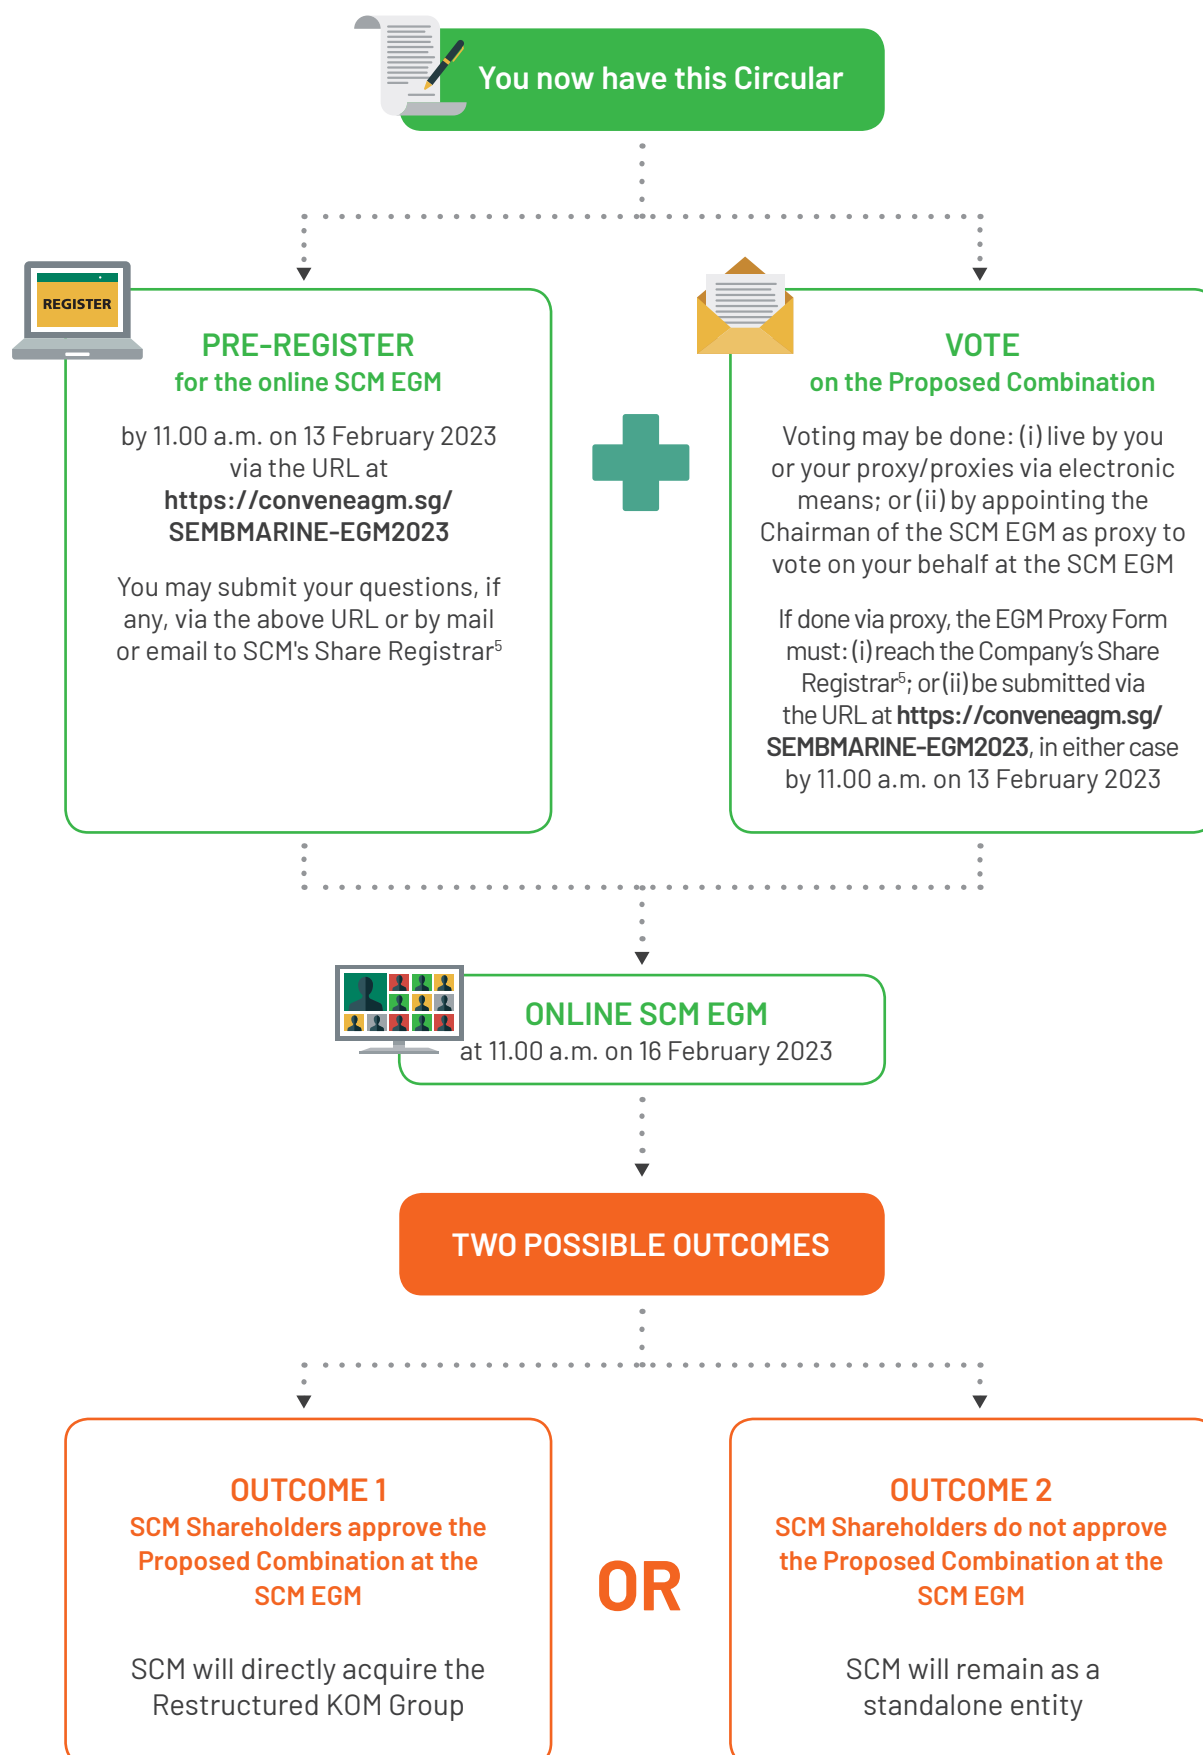 You now have this Circular
REGISTER
PRE-REGISTER
for the online SCM EGM
by 11.00 a.m. on 13 February 2023
via the URL at
https://conveneagm.sg/
SEMBMARINE-EGM2023
You may submit your questions, if
any, via the above URL or by mail
or email to SCM's Share Registrar⁵
VOTE
on the Proposed Combination
Voting may be done: (i) live by you
or your proxy/proxies via electronic
means; or (ii) by appointing the
Chairman of the SCM EGM as proxy to
vote on your behalf at the SCM EGM
If done via proxy, the EGM Proxy Form
must: (i) reach the Company’s Share
Registrar⁵; or (ii) be submitted via
the URL at https://conveneagm.sg/
SEMBMARINE-EGM2023, in either case
by 11.00 a.m. on 13 February 2023
ONLINE SCM EGM
at 11.00 a.m. on 16 February 2023
TWO POSSIBLE OUTCOMES
OUTCOME 1
SCM Shareholders approve the
Proposed Combination at the
SCM EGM
SCM will directly acquire the
Restructured KOM Group
OR
OUTCOME 2
SCM Shareholders do not approve
the Proposed Combination at the
SCM EGM
SCM will remain as a
standalone entity